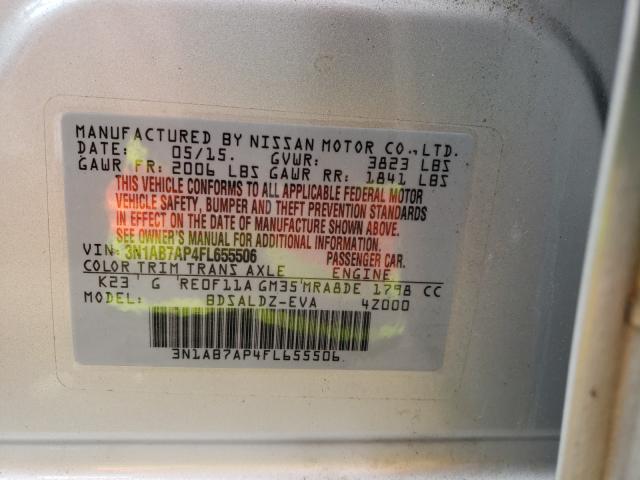 MANUFACTURED BY NISSAN MOTOR CO.,LTD.
DATE: 05/15. GVWR: 3823 LBS
GAWR FR: 2006 LBS GAWR RR: 1841 LBS
THIS VEHICLE CONFORMS TO ALL APPLICABLE FEDERAL MOTOR
VEHICLE SAFETY, BUMPER AND THEFT PREVENTION STANDARDS
IN EFFECT ON THE DATE OF MANUFACTURE SHOWN ABOVE.
SEE OWNER'S MANUAL FOR ADDITIONAL INFORMATION.
VIN: 3N1AB7AP4FL655506 PASSENGER CAR.
COLOR TRIM TRANS AXLE ENGINE
K23 G RE0F11A GM35 MRA8DE 1798 CC
MODEL: BDSALDZ-EVA 4Z000
3N1AB7AP4FL655506